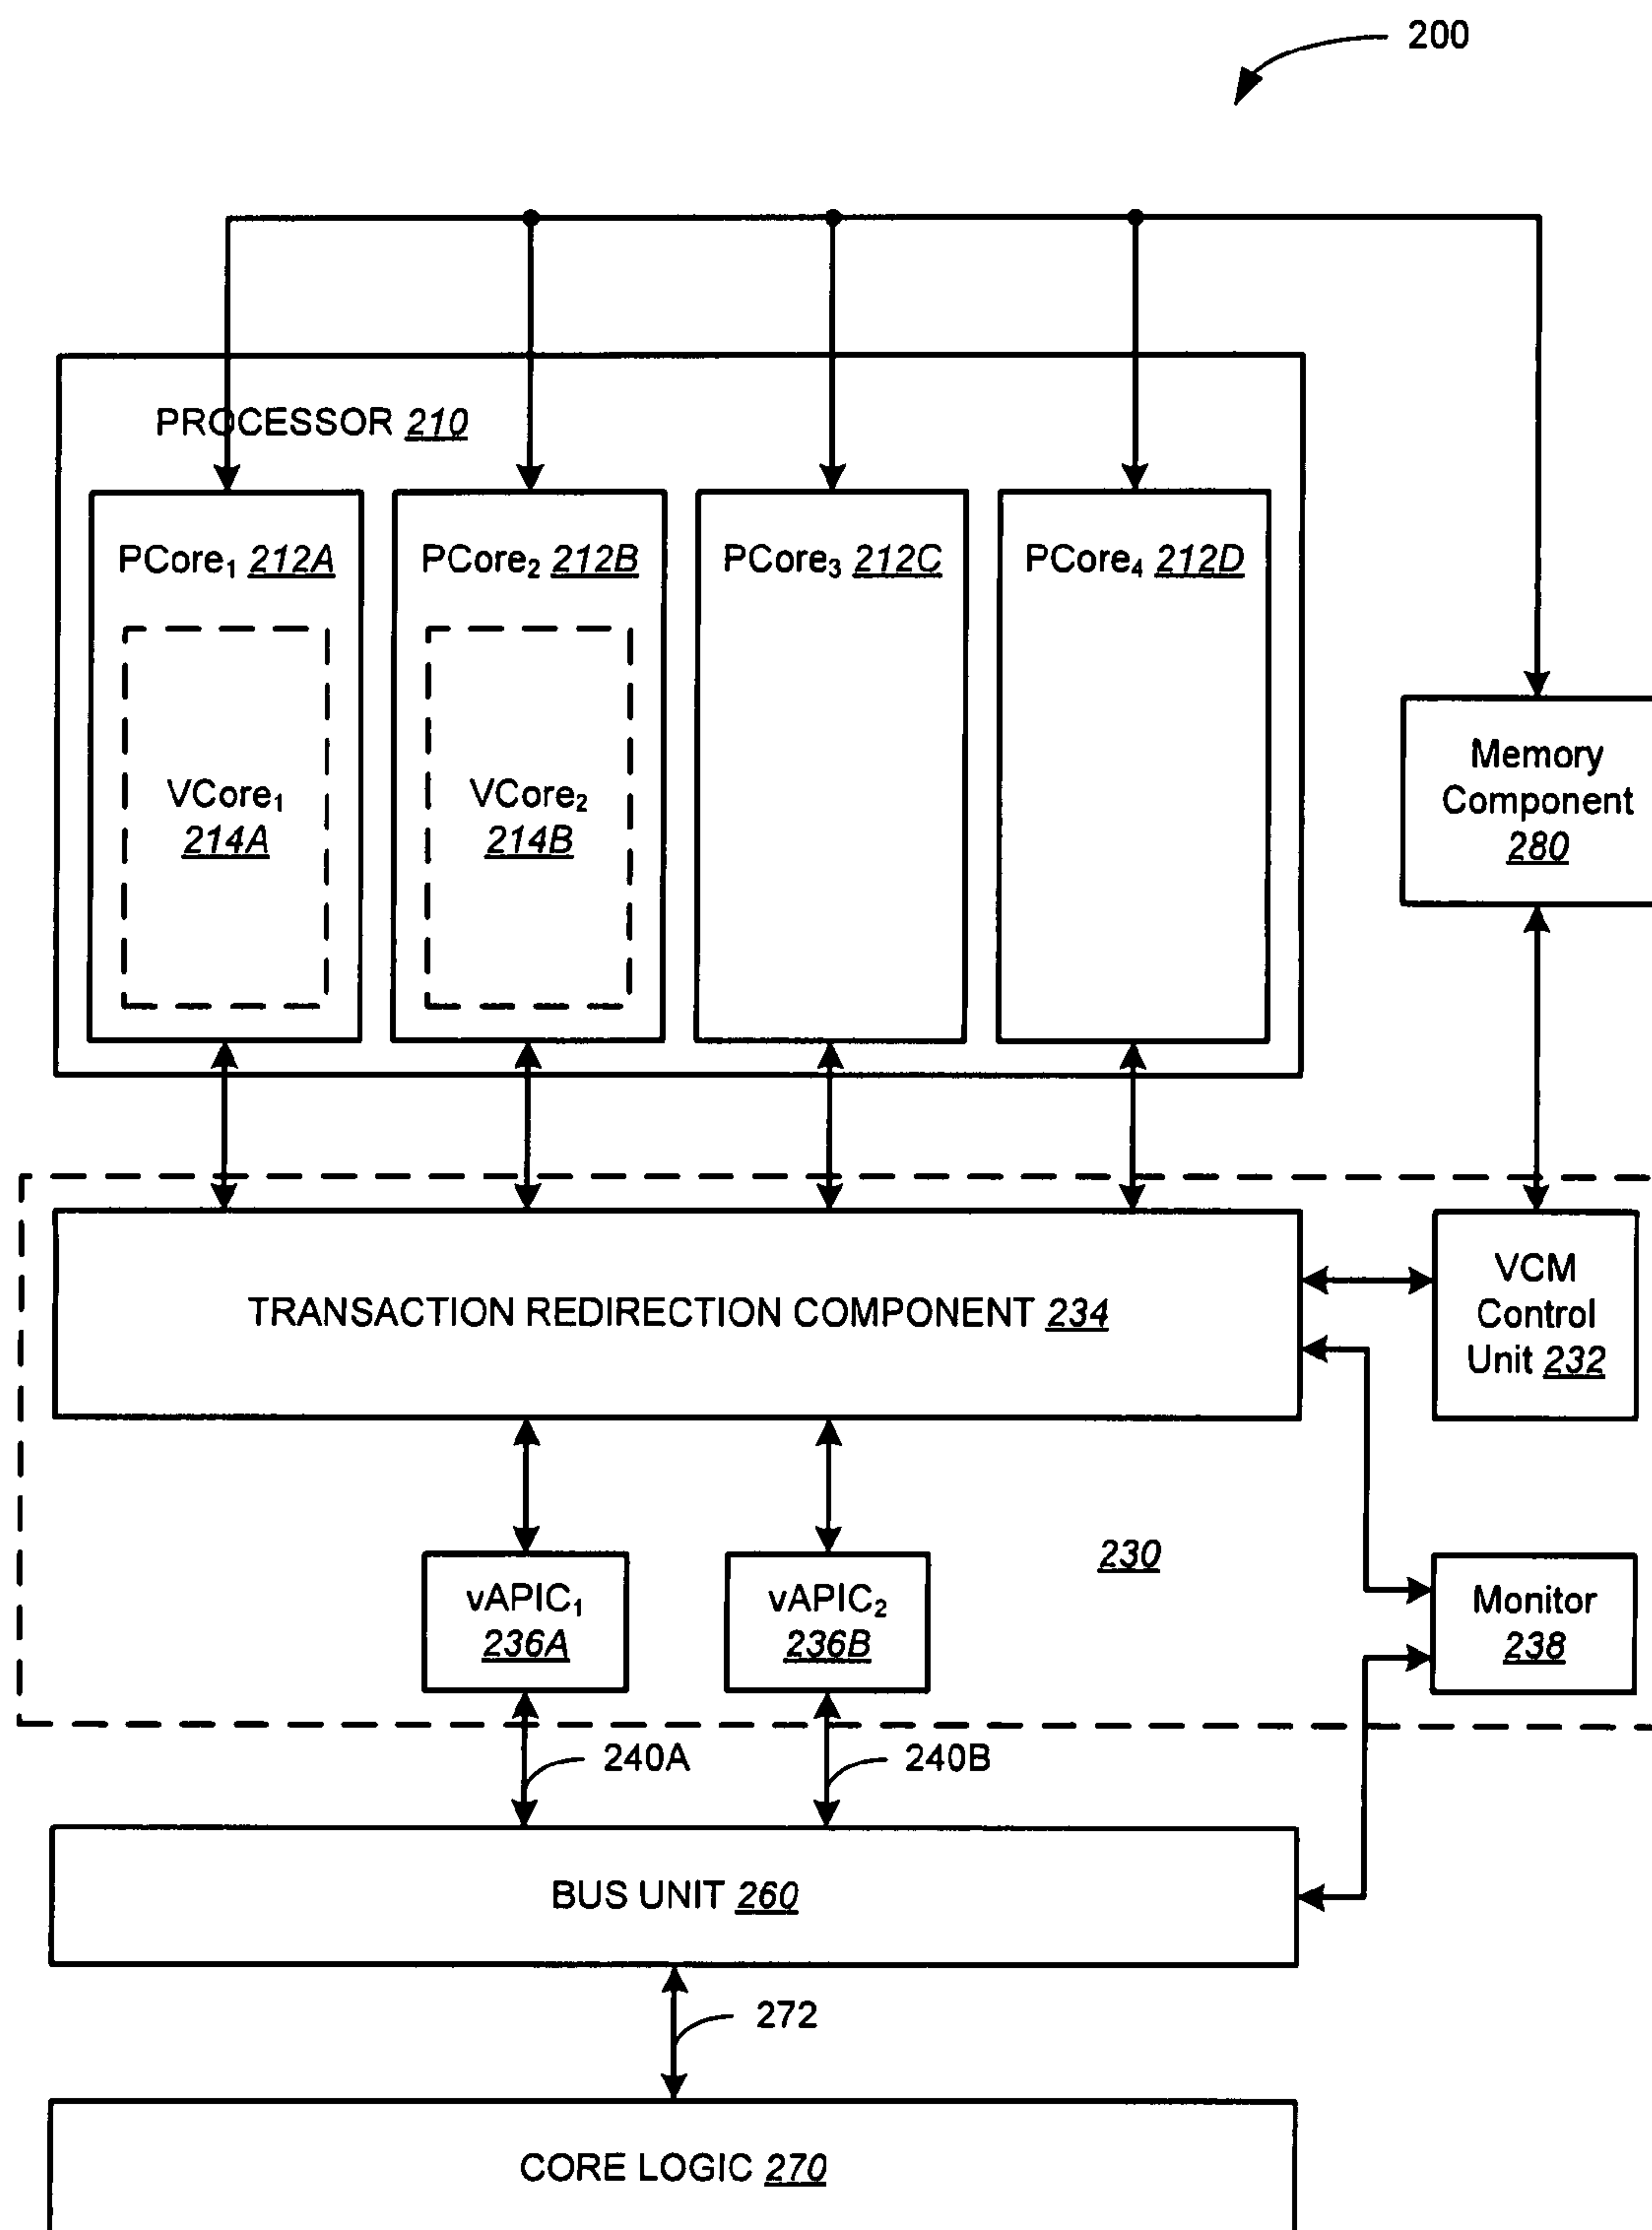 200
PROCESSOR 210
PCore₁ 212A
PCore₂ 212B
PCore₃ 212C
PCore₄ 212D
VCore₁
214A
VCore₂
214B
Memory
Component
280
TRANSACTION REDIRECTION COMPONENT 234
VCM
Control
Unit 232
230
vAPIC₁
236A
vAPIC₂
236B
Monitor
238
240A
240B
BUS UNIT 260
272
CORE LOGIC 270